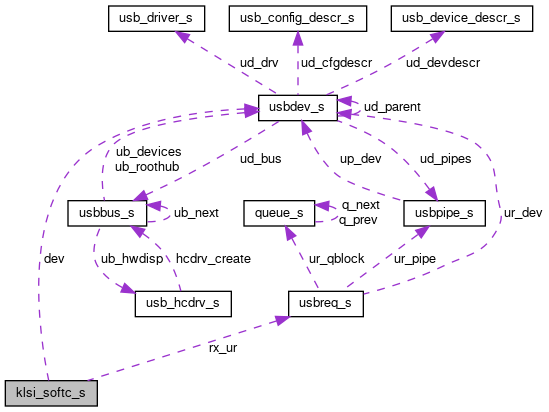 usb_driver_s
usb_config_descr_s
usb_device_descr_s
ud_drv
ud_cfgdescr
ud_devdescr
usbdev_s
ud_parent
ub_devices
ub_roothub
ud_bus
up_dev
ud_pipes
usbbus_s
ub_next
queue_s
q_next
q_prev
usbpipe_s
ur_dev
dev
ub_hwdisp
hcdrv_create
ur_qblock
ur_pipe
usb_hcdrv_s
usbreq_s
rx_ur
klsi_softc_s